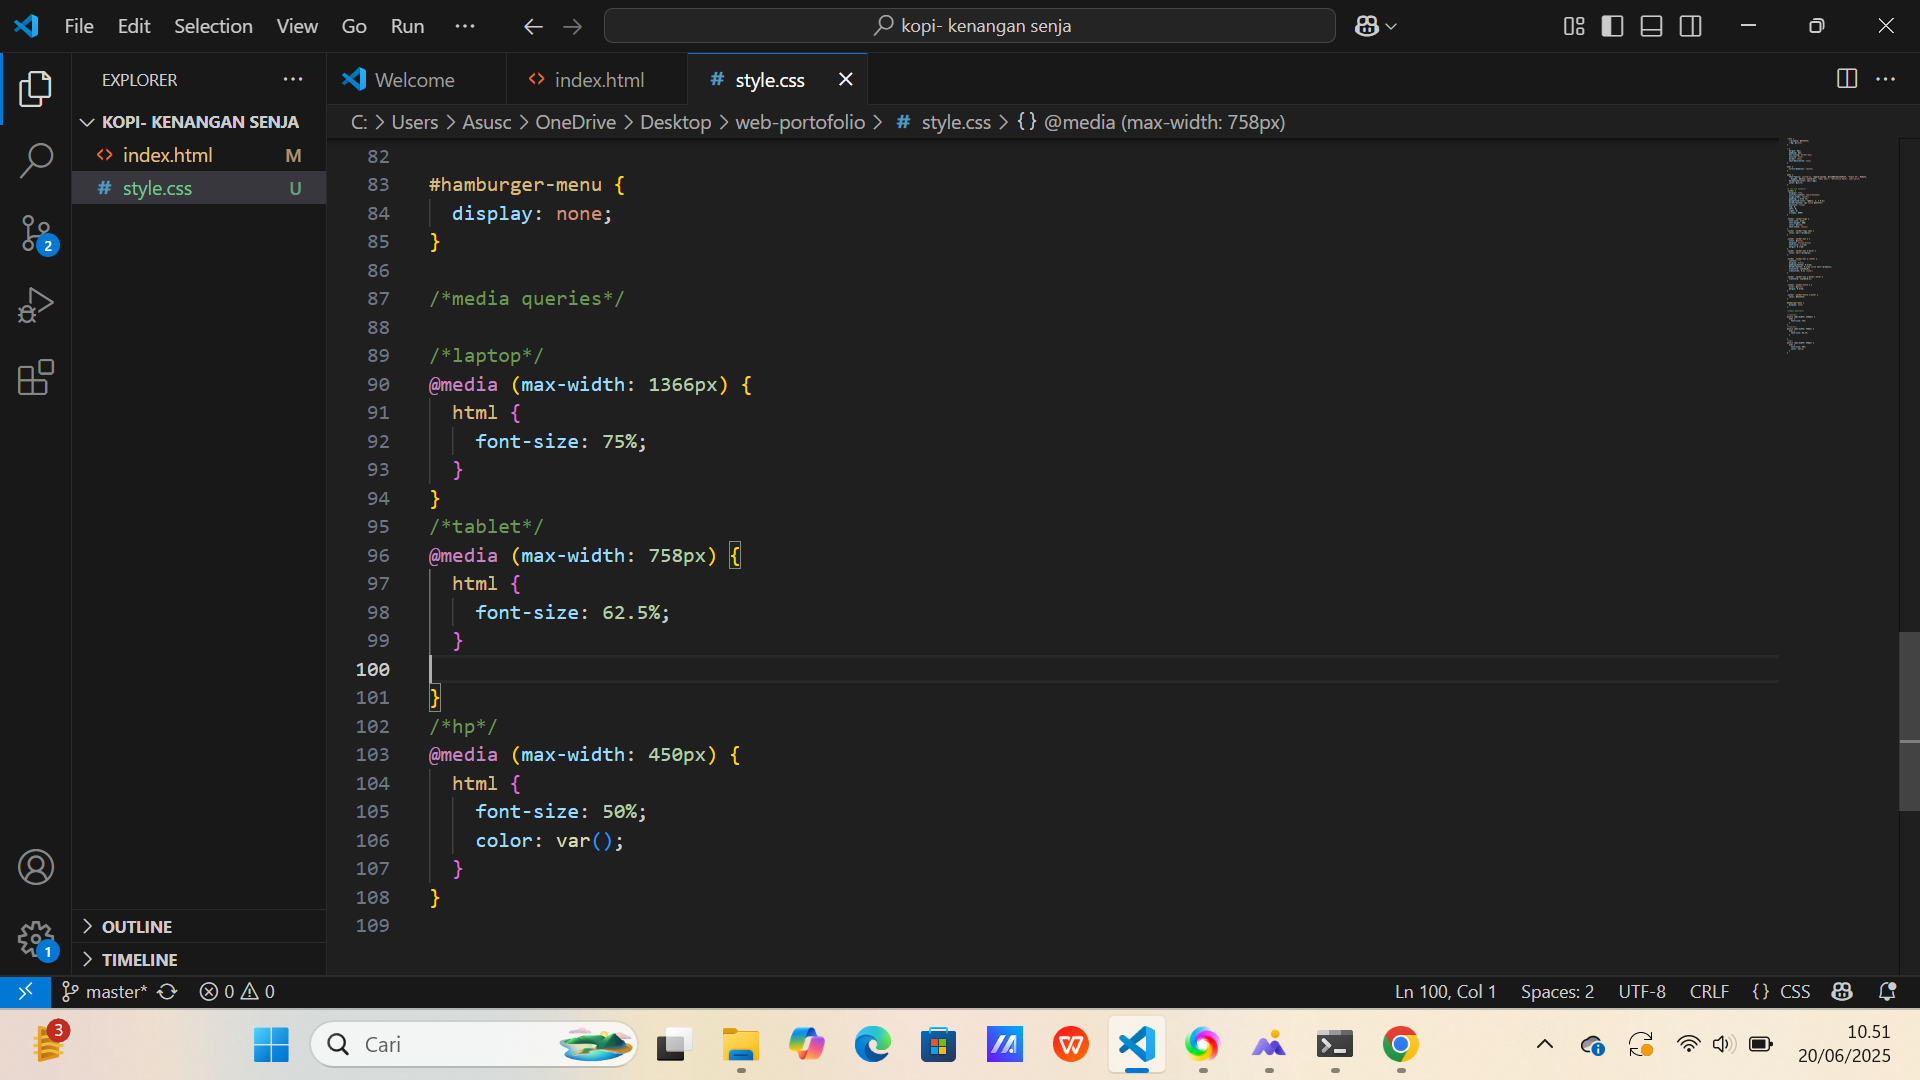 File Edit Selection View Go Run ··· kopi- kenangan senja
EXPLORER ···
Welcome index.html style.css
KOPI- KENANGAN SENJA
C: > Users > Asusc > OneDrive > Desktop > web-portofolio > # style.css > {} @media (max-width: 758px)
index.html M
style.css U
82
83 #hamburger-menu {
84 display: none;
85 }
86
87 /*media queries*/
88
89 /*laptop*/
90 @media (max-width: 1366px) {
91 html {
92 font-size: 75%;
93 }
94 }
95 /*tablet*/
96 @media (max-width: 758px) {
97 html {
98 font-size: 62.5%;
99 }
100
101 }
102 /*hp*/
103 @media (max-width: 450px) {
104 html {
105 font-size: 50%;
106 color: var();
107 }
108 }
109
2
1
OUTLINE
TIMELINE
master* 0 0 Ln 100, Col 1 Spaces: 2 UTF-8 CRLF {} CSS
3 Cari 10.51
20/06/2025